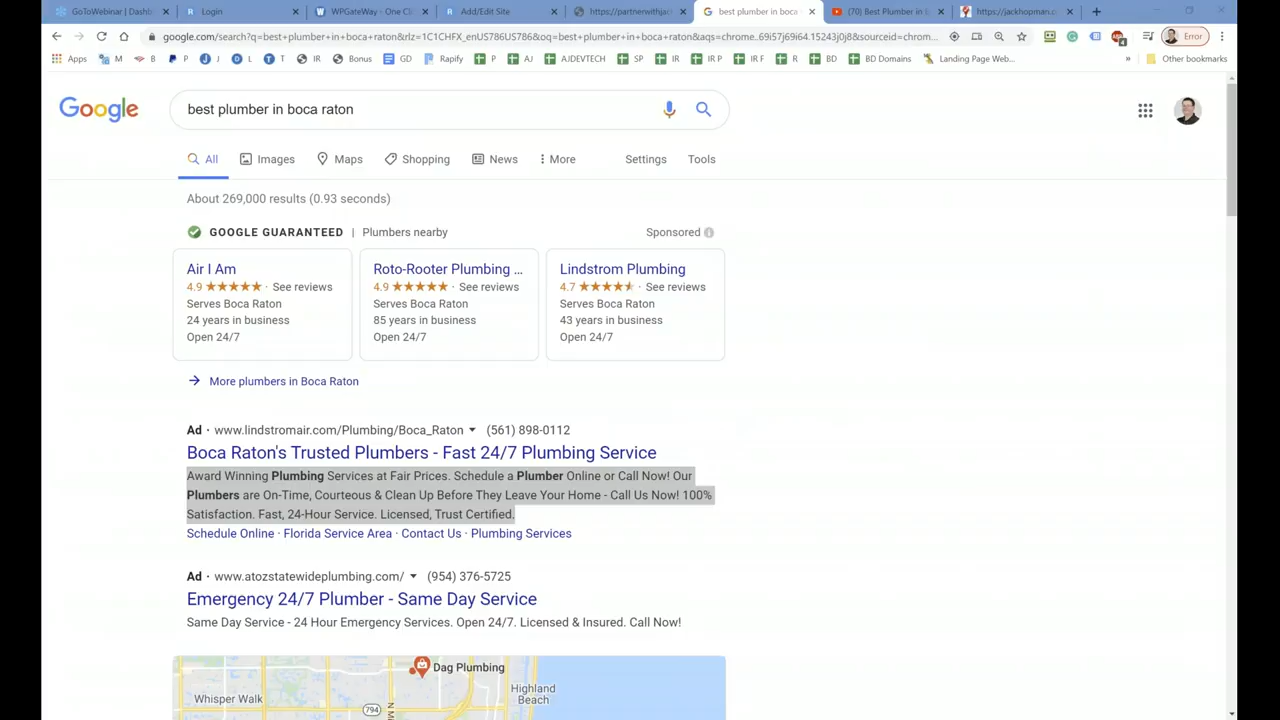 GoToWebinar | Dashl
Login
WPGateWay - One Cli
Add/Edit Site
https://partnerwithjack
best plumber in boca
(70) Best Plumber in B
https://jackhopman.c
google.com/search?q=best+plumber+in+boca+raton&rlz=1C1CHFX_enUS786US786&oq=best+plumber+in+boca+raton&aqs=chrome..69i57j69i64.15243j0j8&sourceid=chrom...
4
Error
Apps M B P J L T IR Bonus GD Rapify P AJ AJDEVTECH SP IR IR P IR F R BD BD Domains Landing Page Web... » Other bookmarks
Google
best plumber in boca raton
All Images Maps Shopping News More Settings Tools
About 269,000 results (0.93 seconds)
GOOGLE GUARANTEED | Plumbers nearby Sponsored
Air I Am
4.9 ★★★★★ · See reviews
Serves Boca Raton
24 years in business
Open 24/7
Roto-Rooter Plumbing ...
4.9 ★★★★★ · See reviews
Serves Boca Raton
85 years in business
Open 24/7
Lindstrom Plumbing
4.7 ★★★★★ · See reviews
Serves Boca Raton
43 years in business
Open 24/7
More plumbers in Boca Raton
Ad · www.lindstromair.com/Plumbing/Boca_Raton (561) 898-0112
Boca Raton's Trusted Plumbers - Fast 24/7 Plumbing Service
Award Winning Plumbing Services at Fair Prices. Schedule a Plumber Online or Call Now! Our
Plumbers are On-Time, Courteous & Clean Up Before They Leave Your Home - Call Us Now! 100%
Satisfaction. Fast, 24-Hour Service. Licensed, Trust Certified.
Schedule Online · Florida Service Area · Contact Us · Plumbing Services
Ad · www.atozstatewideplumbing.com/ (954) 376-5725
Emergency 24/7 Plumber - Same Day Service
Same Day Service - 24 Hour Emergency Services. Open 24/7. Licensed & Insured. Call Now!
Dag Plumbing
Whisper Walk
Highland
Beach
794
N M